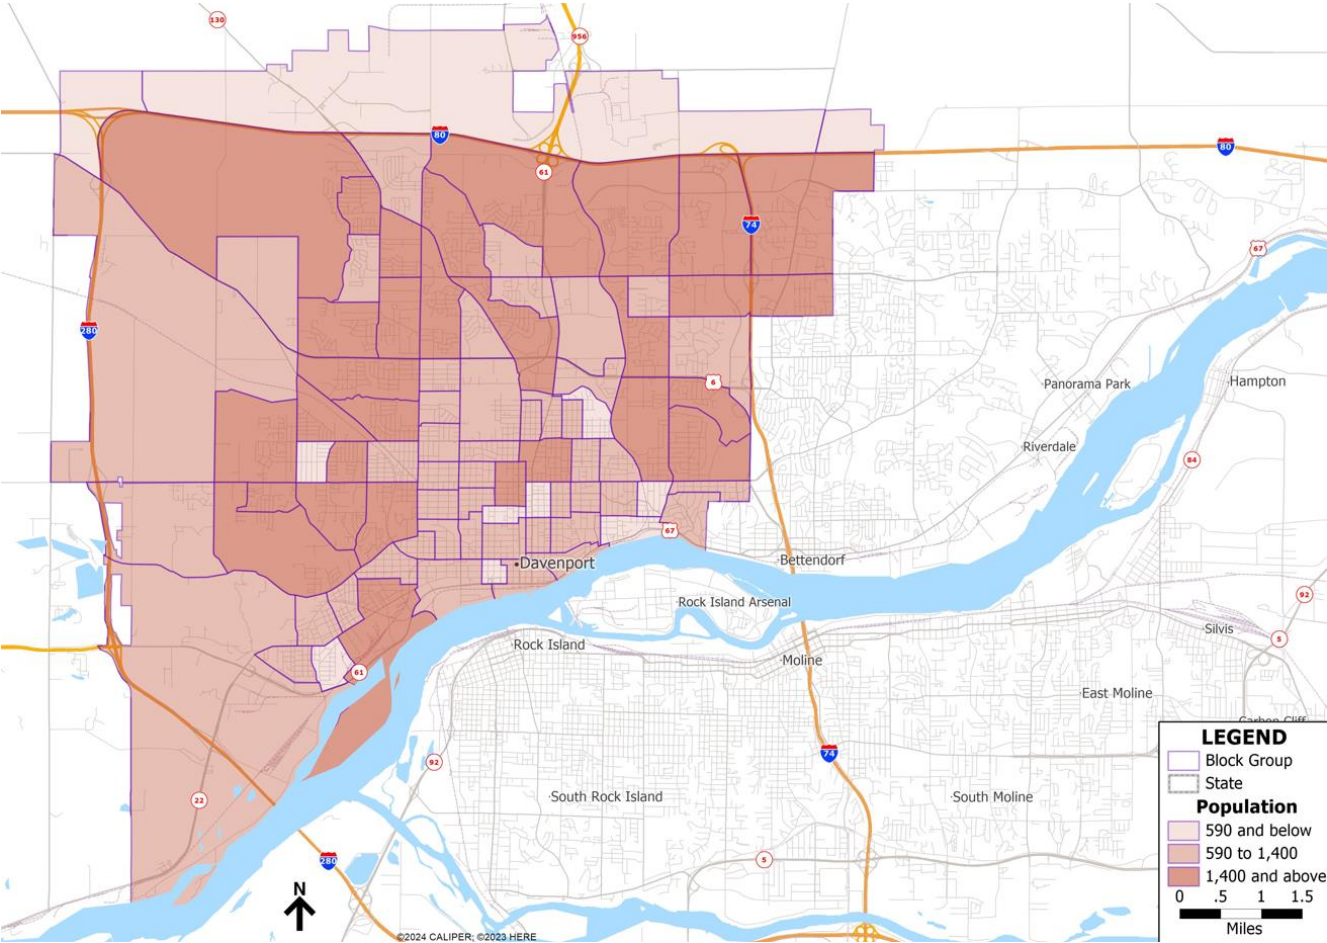 130
956
80
80
61
74
67
280
6
Panorama Park
Hampton
Riverdale
84
67
Davenport
Bettendorf
Rock Island Arsenal
92
Silvis
5
Rock Island
Moline
61
East Moline
Carbon Cliff
74
92
22
South Rock Island
South Moline
280
5
N
©2024 CALIPER; ©2023 HERE
LEGEND
Block Group
State
Population
590 and below
590 to 1,400
1,400 and above
0 .5 1 1.5
Miles